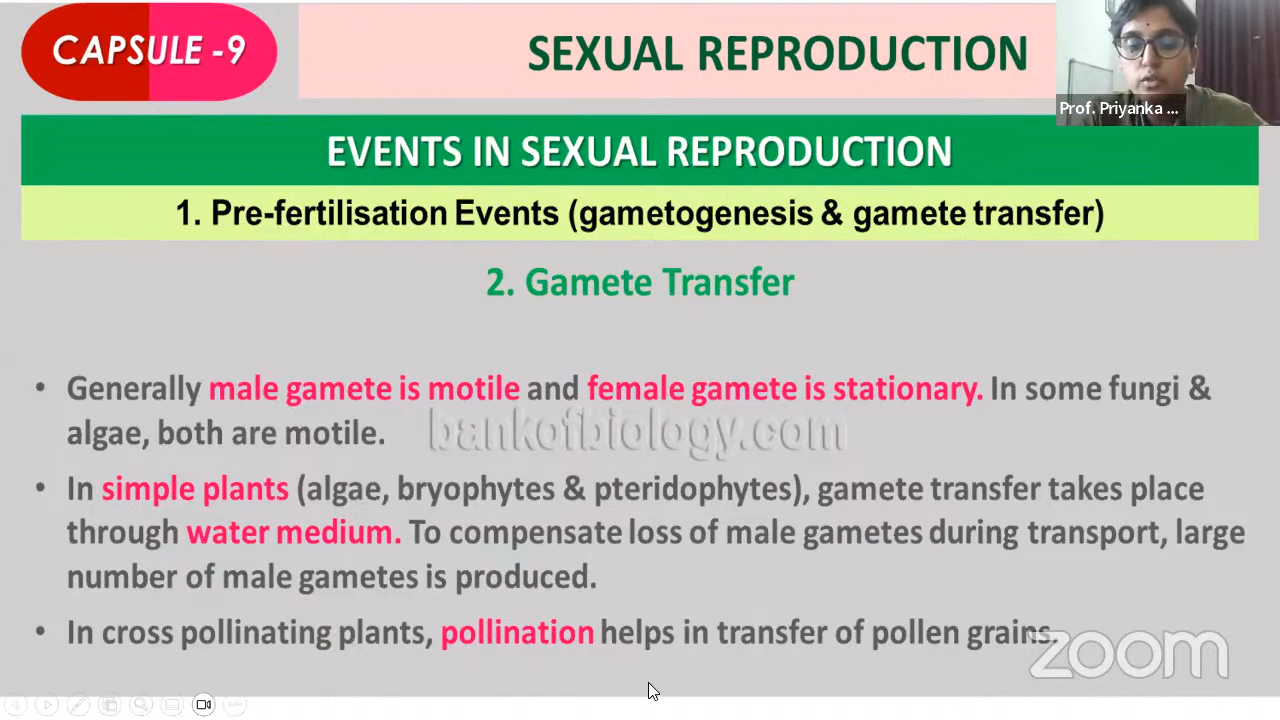 CAPSULE -9
SEXUAL REPRODUCTION
Prof. Priyanka ...
EVENTS IN SEXUAL REPRODUCTION
1. Pre-fertilisation Events (gametogenesis & gamete transfer)
2. Gamete Transfer
• Generally male gamete is motile and female gamete is stationary. In some fungi &
algae, both are motile.
bankofbiology.com
• In simple plants (algae, bryophytes & pteridophytes), gamete transfer takes place
through water medium. To compensate loss of male gametes during transport, large
number of male gametes is produced.
• In cross pollinating plants, pollination helps in transfer of pollen grains.
zoom